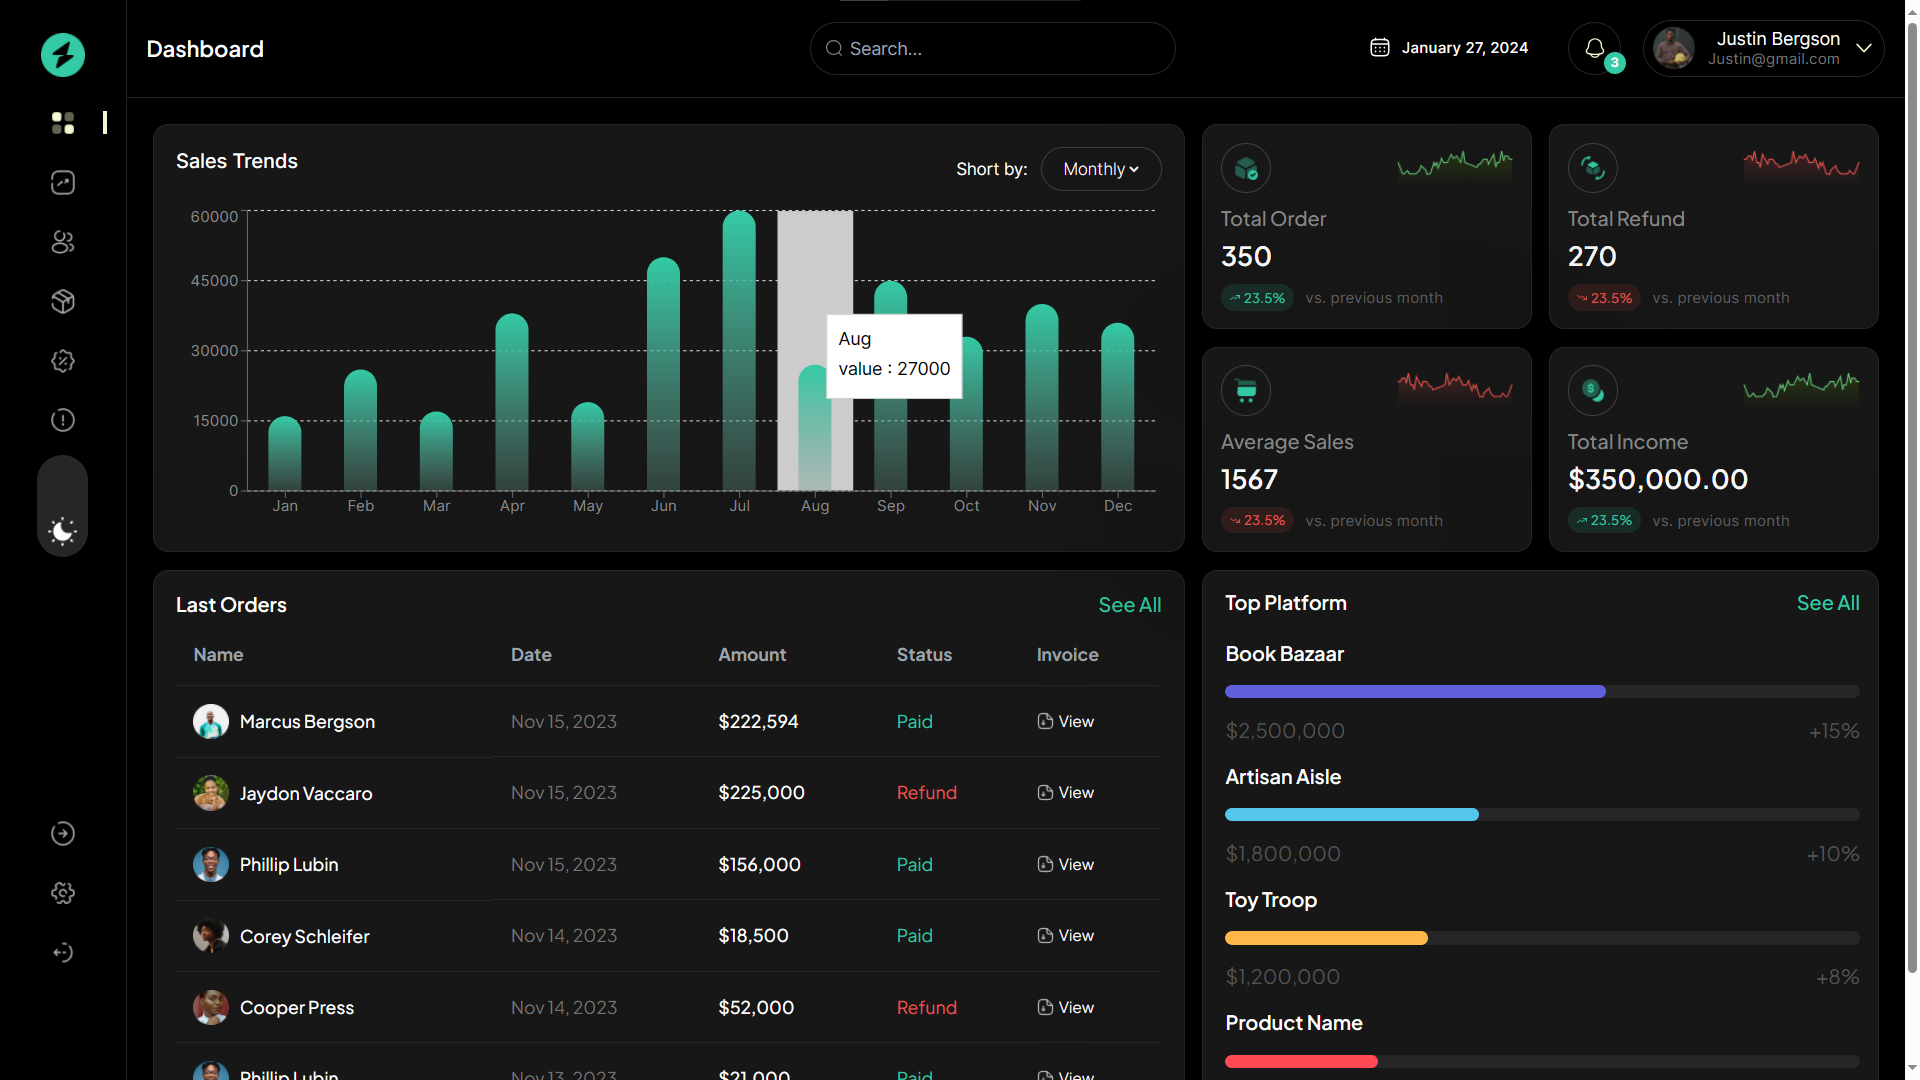 Dashboard
Search...
January 27, 2024
3
Justin Bergson
Justin@gmail.com
Sales Trends
Short by:
Monthly
60000
45000
30000
15000
0
Jan
Feb
Mar
Apr
May
Jun
Jul
Aug
Sep
Oct
Nov
Dec
Aug
value : 27000
Total Order
350
23.5%
vs. previous month
Total Refund
270
23.5%
vs. previous month
Average Sales
1567
23.5%
vs. previous month
Total Income
$350,000.00
23.5%
vs. previous month
Last Orders
See All
Name Date Amount Status Invoice
Marcus Bergson Nov 15, 2023 $222,594 Paid View
Jaydon Vaccaro Nov 15, 2023 $225,000 Refund View
Phillip Lubin Nov 15, 2023 $156,000 Paid View
Corey Schleifer Nov 14, 2023 $18,500 Paid View
Cooper Press Nov 14, 2023 $52,000 Refund View
Phillip Lubin Nov 13, 2023 $21,000 Paid View
Top Platform
See All
Book Bazaar
$2,500,000 +15%
Artisan Aisle
$1,800,000 +10%
Toy Troop
$1,200,000 +8%
Product Name